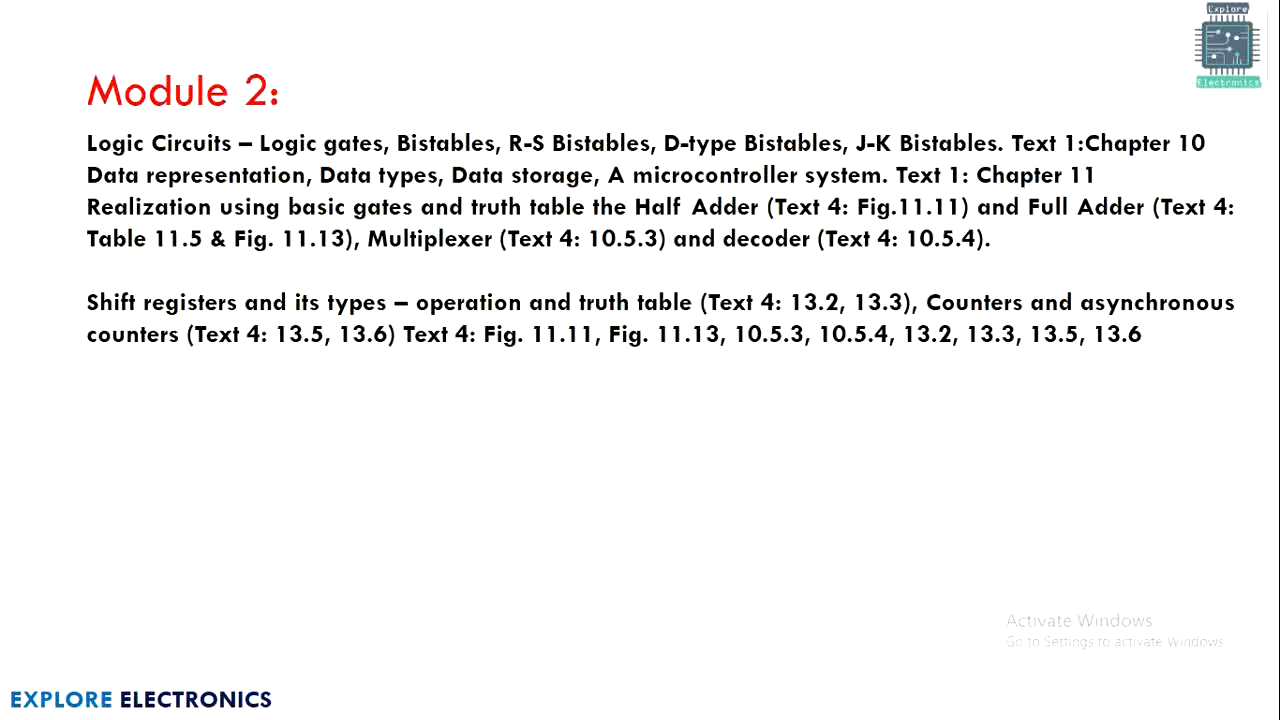 Explore
Electronics
Module 2:
Logic Circuits – Logic gates, Bistables, R-S Bistables, D-type Bistables, J-K Bistables. Text 1:Chapter 10
Data representation, Data types, Data storage, A microcontroller system. Text 1: Chapter 11
Realization using basic gates and truth table the Half Adder (Text 4: Fig.11.11) and Full Adder (Text 4:
Table 11.5 & Fig. 11.13), Multiplexer (Text 4: 10.5.3) and decoder (Text 4: 10.5.4).
Shift registers and its types – operation and truth table (Text 4: 13.2, 13.3), Counters and asynchronous
counters (Text 4: 13.5, 13.6) Text 4: Fig. 11.11, Fig. 11.13, 10.5.3, 10.5.4, 13.2, 13.3, 13.5, 13.6
Activate Windows
Go to Settings to activate Windows
EXPLORE ELECTRONICS